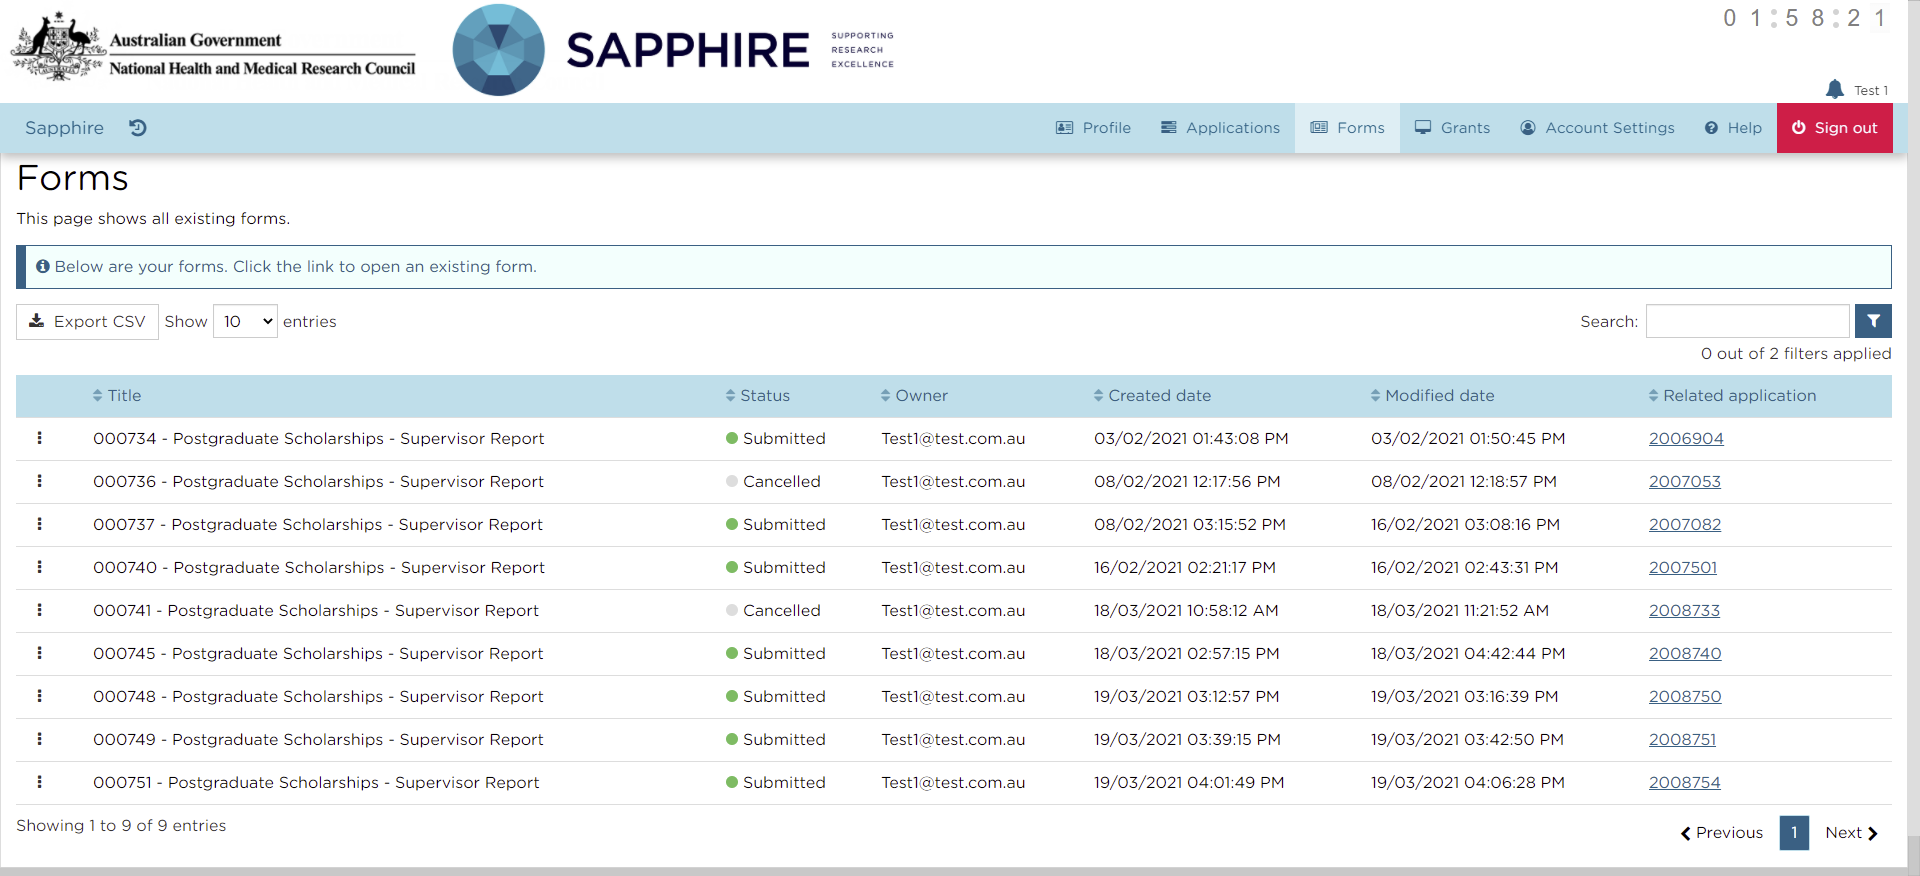 Australian Government
National Health and Medical Research Council
SAPPHIRE
SUPPORTING
RESEARCH
EXCELLENCE
01:58:21
Test 1
Sapphire Profile Applications Forms Grants Account Settings Help Sign out
Forms
This page shows all existing forms.
Below are your forms. Click the link to open an existing form.
Export CSV Show 10 entries Search:
0 out of 2 filters applied
Title Status Owner Created date Modified date Related application
000734 - Postgraduate Scholarships - Supervisor Report Submitted Test1@test.com.au 03/02/2021 01:43:08 PM 03/02/2021 01:50:45 PM 2006904
000736 - Postgraduate Scholarships - Supervisor Report Cancelled Test1@test.com.au 08/02/2021 12:17:56 PM 08/02/2021 12:18:57 PM 2007053
000737 - Postgraduate Scholarships - Supervisor Report Submitted Test1@test.com.au 08/02/2021 03:15:52 PM 16/02/2021 03:08:16 PM 2007082
000740 - Postgraduate Scholarships - Supervisor Report Submitted Test1@test.com.au 16/02/2021 02:21:17 PM 16/02/2021 02:43:31 PM 2007501
000741 - Postgraduate Scholarships - Supervisor Report Cancelled Test1@test.com.au 18/03/2021 10:58:12 AM 18/03/2021 11:21:52 AM 2008733
000745 - Postgraduate Scholarships - Supervisor Report Submitted Test1@test.com.au 18/03/2021 02:57:15 PM 18/03/2021 04:42:44 PM 2008740
000748 - Postgraduate Scholarships - Supervisor Report Submitted Test1@test.com.au 19/03/2021 03:12:57 PM 19/03/2021 03:16:39 PM 2008750
000749 - Postgraduate Scholarships - Supervisor Report Submitted Test1@test.com.au 19/03/2021 03:39:15 PM 19/03/2021 03:42:50 PM 2008751
000751 - Postgraduate Scholarships - Supervisor Report Submitted Test1@test.com.au 19/03/2021 04:01:49 PM 19/03/2021 04:06:28 PM 2008754
Showing 1 to 9 of 9 entries
Previous 1 Next